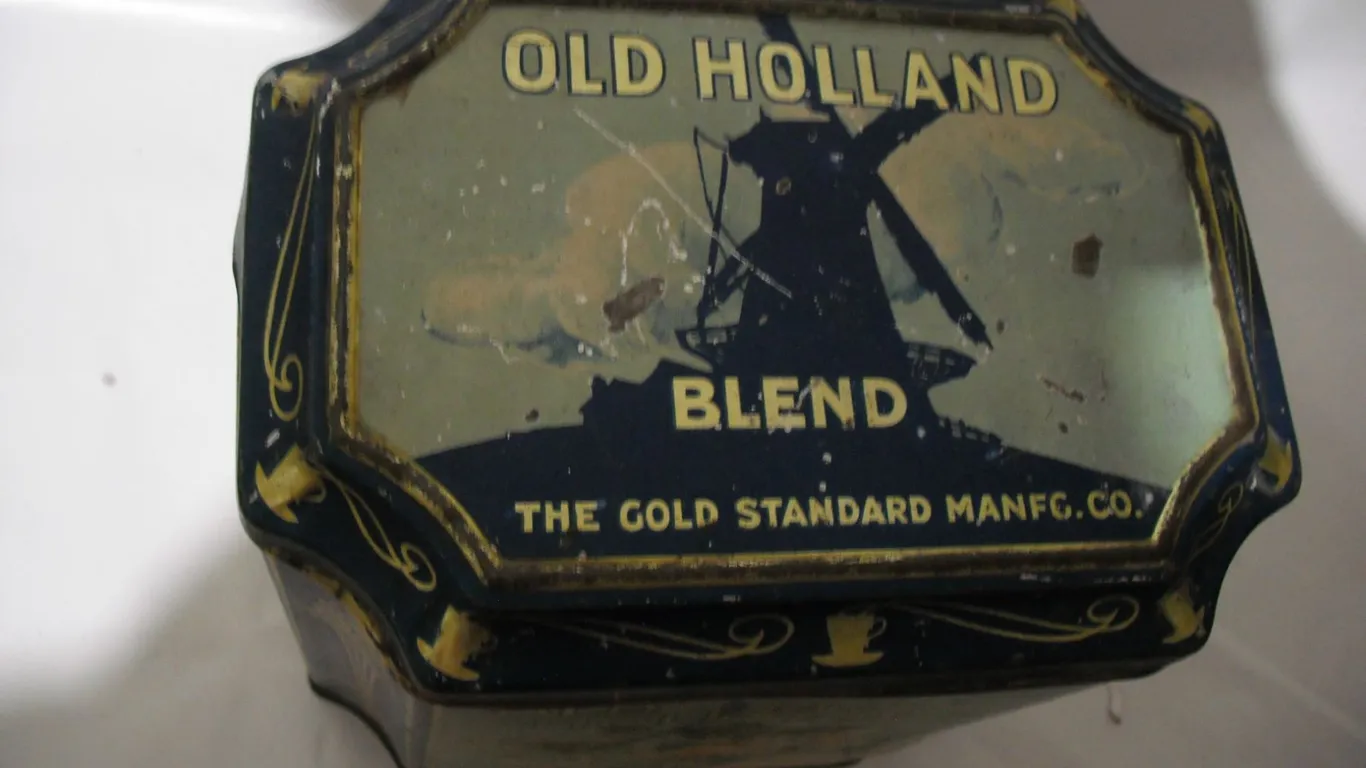 OLD HOLLAND
BLEND
THE GOLD STANDARD MANFG. CO.